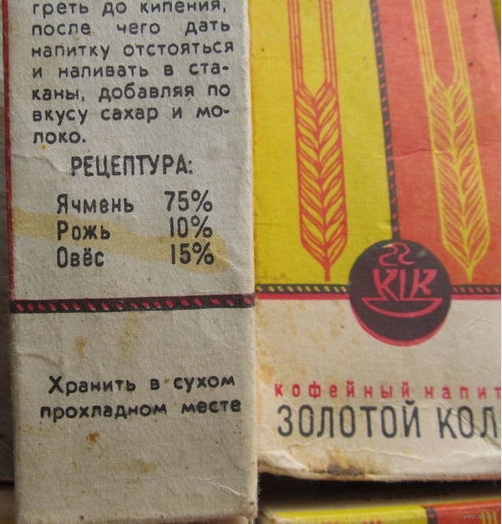 греть до кипения,
после чего дать
напитку отстояться
и наливать в ста-
каны, добавляя по
вкусу сахар и мо-
локо.
РЕЦЕПТУРА:
Ячмень 75%
Рожь 10%
Овёс 15%
Хранить в сухом
прохладном месте
KIK
кофейный напит
ЗОЛОТОЙ КОЛ